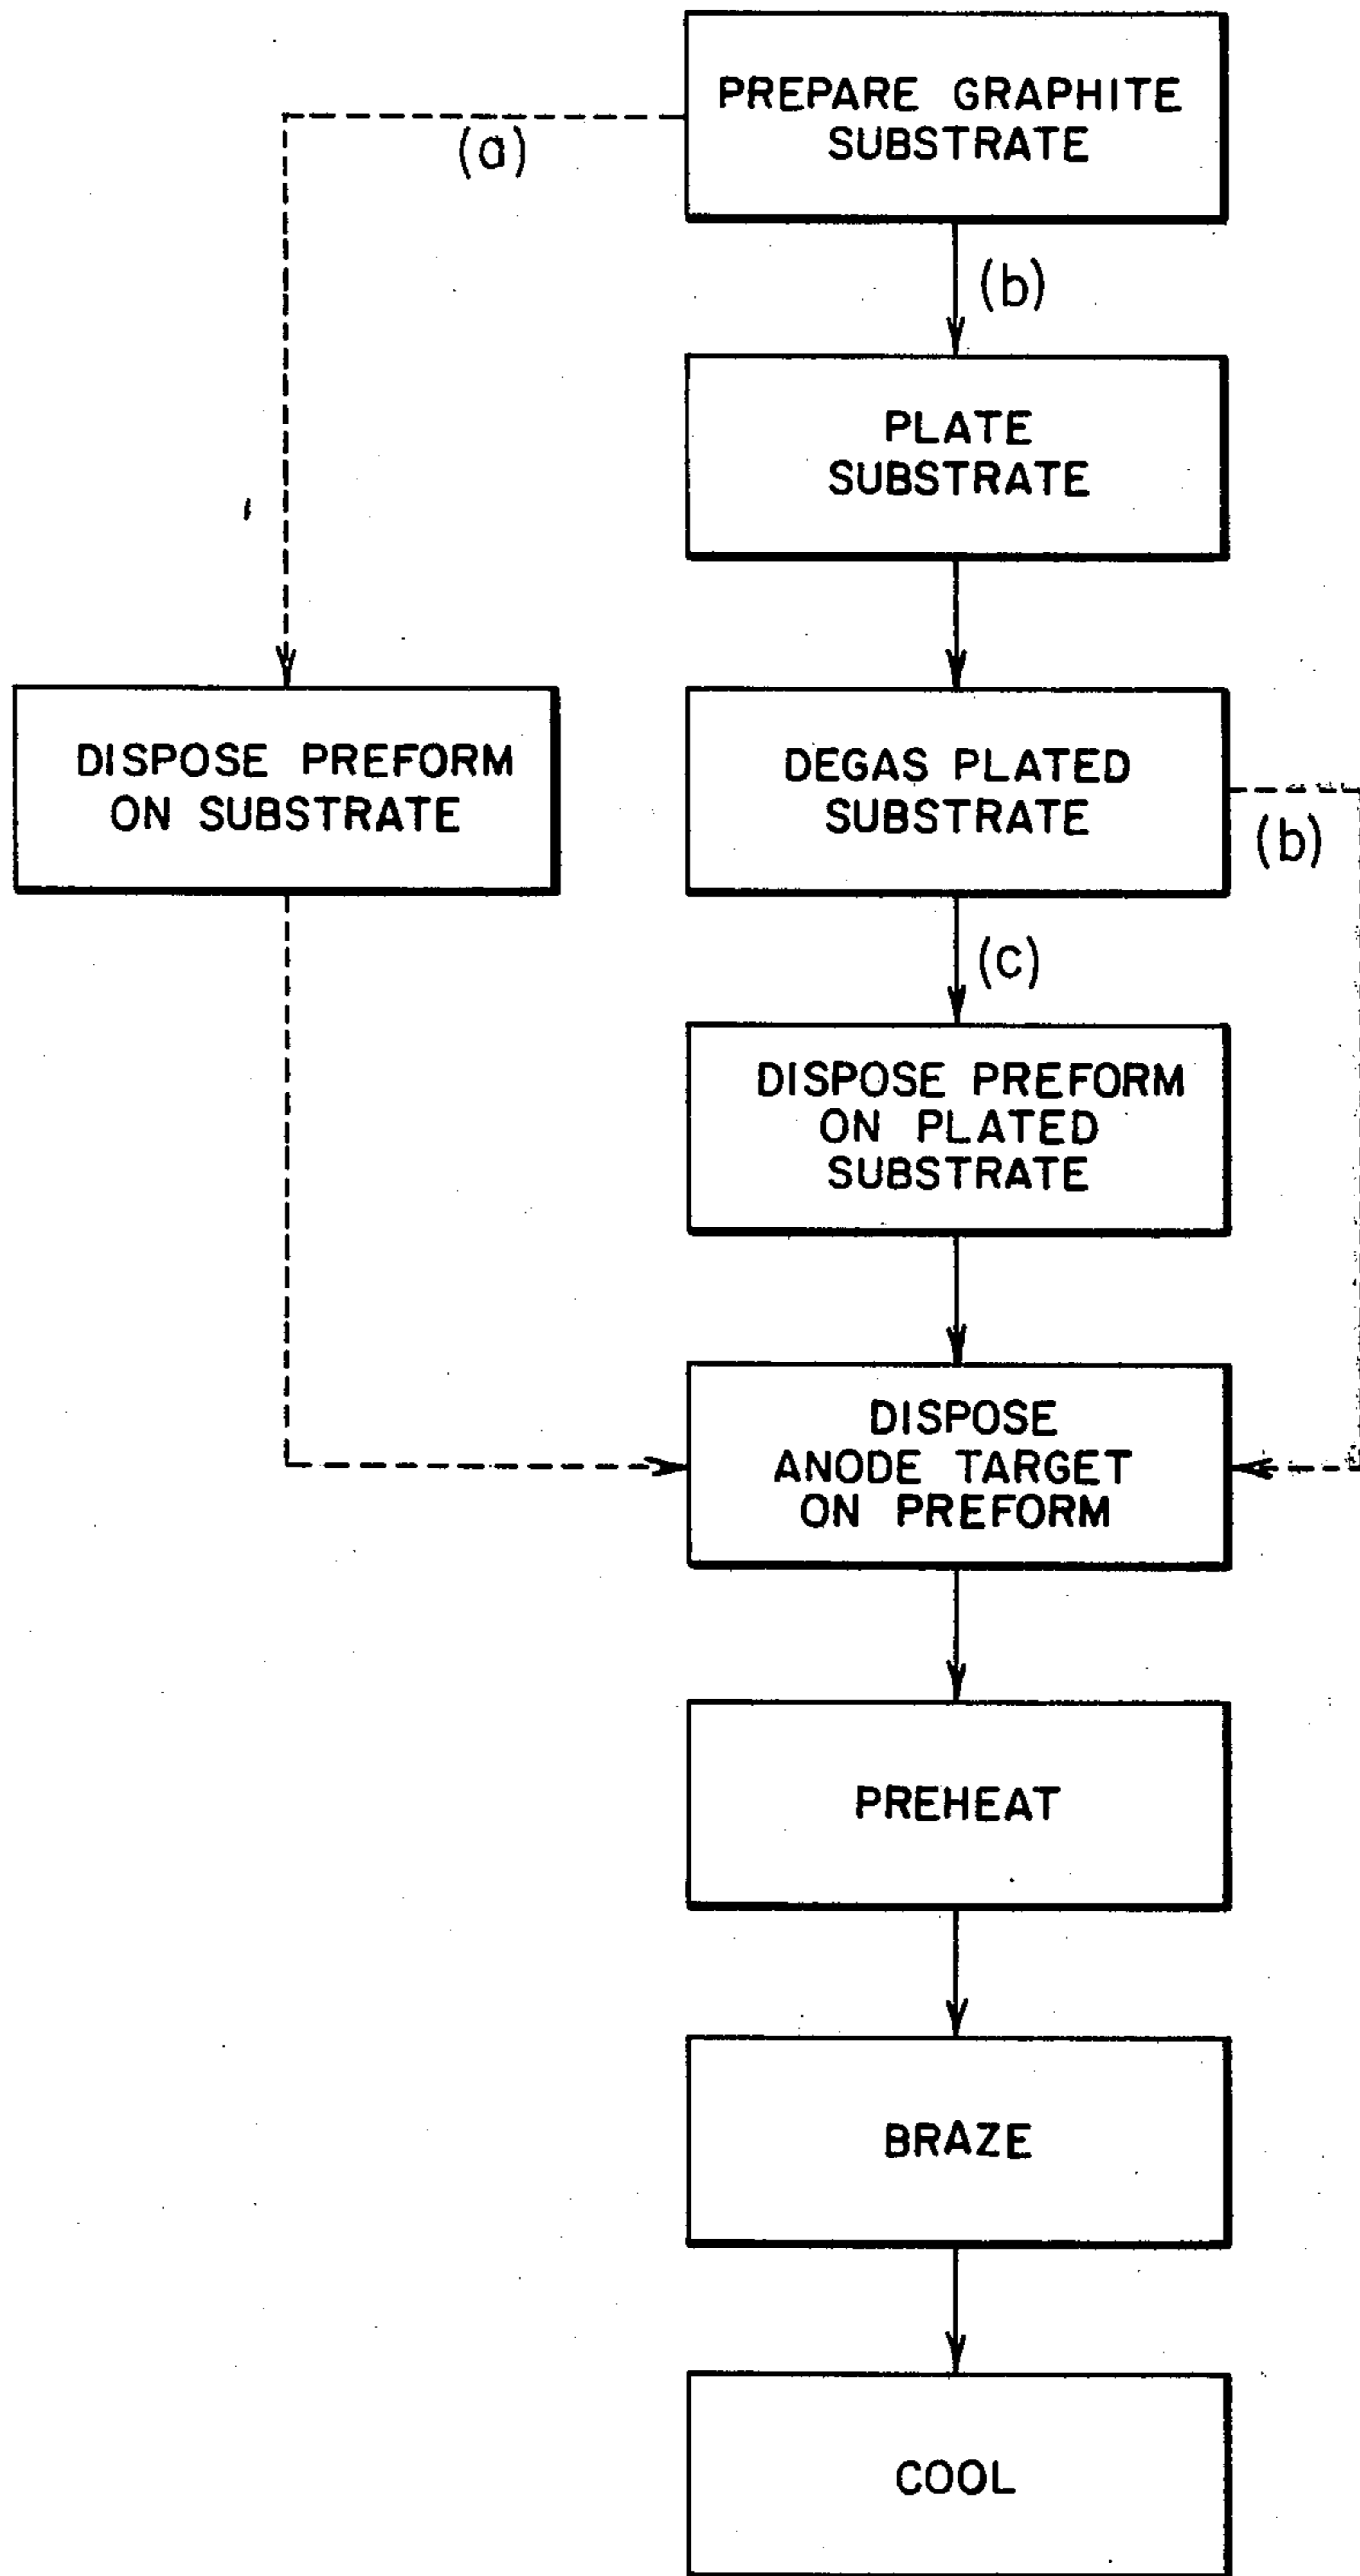 PREPARE GRAPHITE
SUBSTRATE
(a)
(b)
PLATE
SUBSTRATE
DISPOSE PREFORM
ON SUBSTRATE
DEGAS PLATED
SUBSTRATE
(b)
(c)
DISPOSE PREFORM
ON PLATED
SUBSTRATE
DISPOSE
ANODE TARGET
ON PREFORM
PREHEAT
BRAZE
COOL